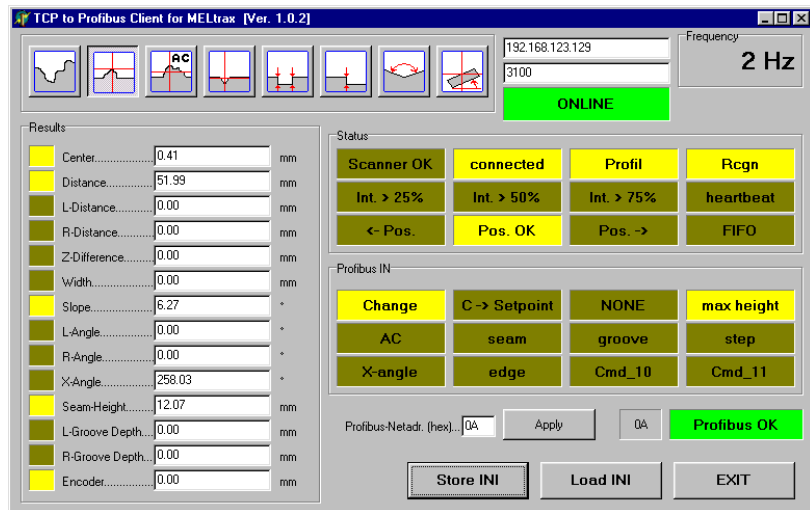 TCP to Profibus Client for MELtrax [Ver. 1.0.2]
AC
192.168.123.129
3100
ONLINE
Frequency
2 Hz
Results
Center................. 0.41 mm
Distance............. 51.99 mm
L-Distance.......... 0.00 mm
R-Distance.......... 0.00 mm
Z-Difference........ 0.00 mm
Width.................. 0.00 mm
Slope.................. 6.27 °
L-Angle............... 0.00 °
R-Angle............... 0.00 °
X-Angle............... 258.03 °
Seam-Height....... 12.07 mm
L-Groove Depth.... 0.00 mm
R-Groove Depth... 0.00 mm
Encoder.............. 0.00 mm
Status
Scanner OK connected Profil Rcgn
Int. > 25% Int. > 50% Int. > 75% heartbeat
<- Pos. Pos. OK Pos. -> FIFO
Profibus IN
Change C -> Setpoint NONE max height
AC seam groove step
X-angle edge Cmd_10 Cmd_11
Profibus-Netadr. (hex)... 0A Apply 0A Profibus OK
Store INI Load INI EXIT